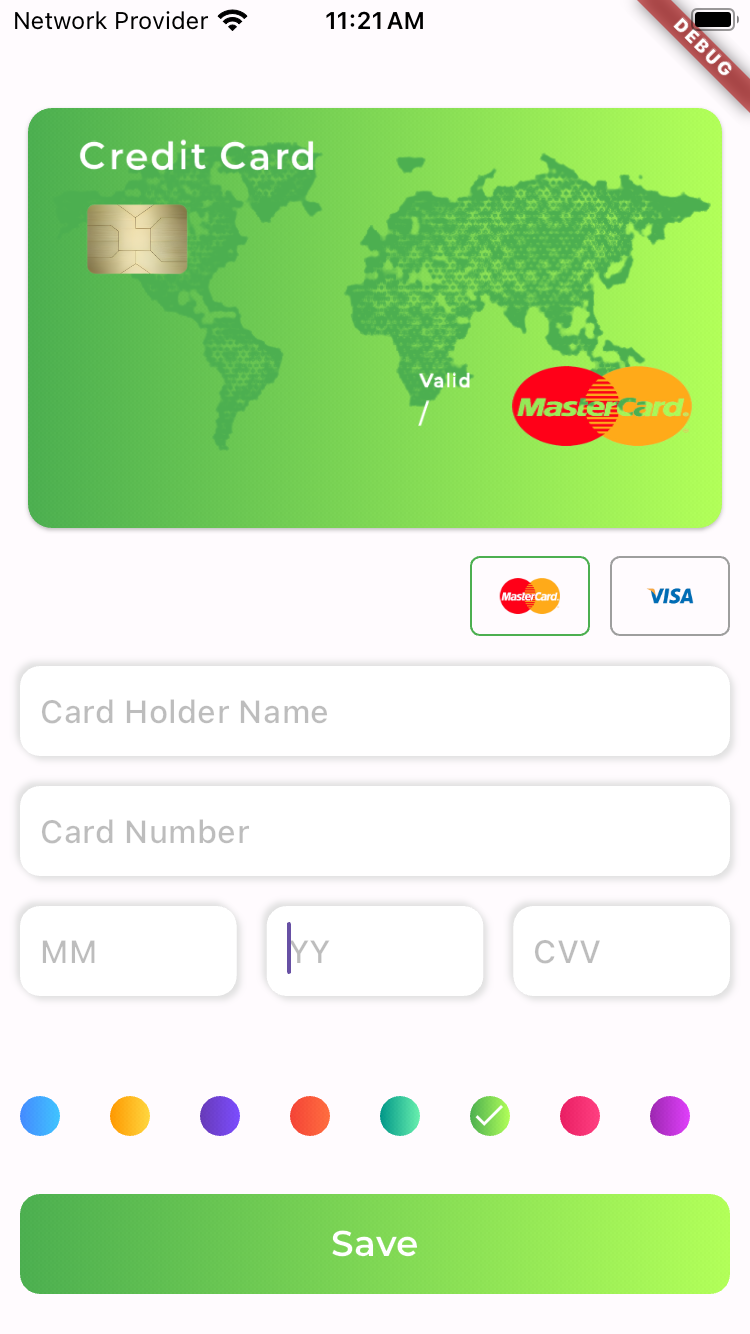 Network Provider 11:21 AM
DEBUG
Credit Card
Valid
/
MasterCard.
MasterCard. VISA
Card Holder Name
Card Number
MM YY CVV
Save